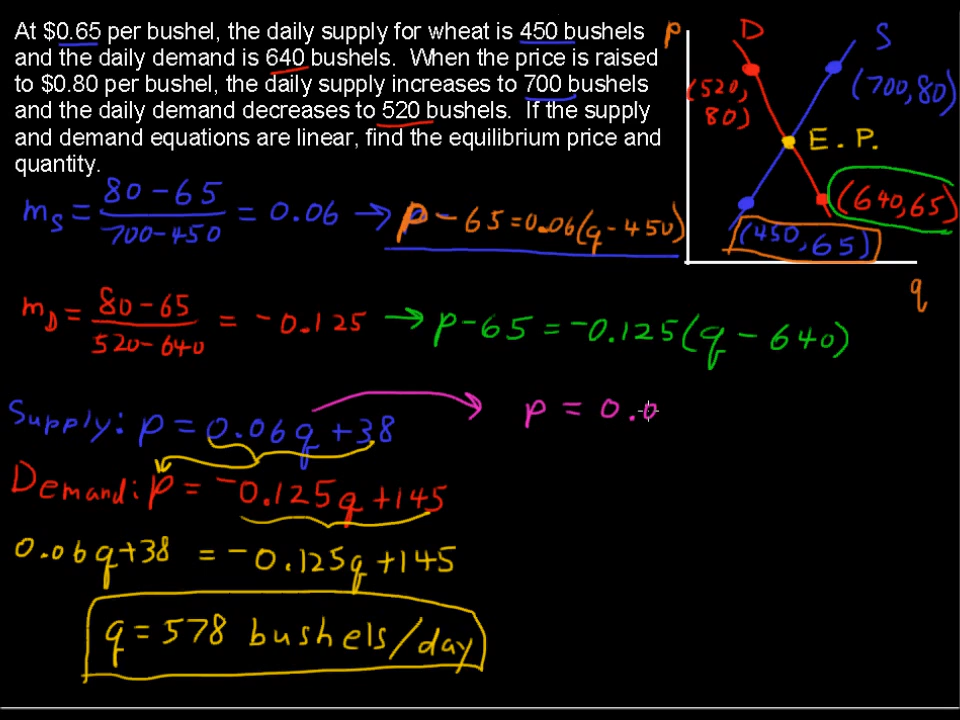 At $0.65 per bushel, the daily supply for wheat is 450 bushels
and the daily demand is 640 bushels. When the price is raised
to $0.80 per bushel, the daily supply increases to 700 bushels
and the daily demand decreases to 520 bushels. If the supply
and demand equations are linear, find the equilibrium price and
quantity.
p
D
S
(520,
80)
(700,80)
E.P.
(640,65)
(450,65)
q
mS = 80-65 / 700-450 = 0.06 → p - 65 = 0.06(q - 450)
mD = 80-65 / 520-640 = -0.125 → p-65 = -0.125(q - 640)
Supply: p = 0.06q + 38 → p = 0.0
Demand: p = -0.125q + 145
0.06q+38 = -0.125q + 145
q = 578 bushels/day